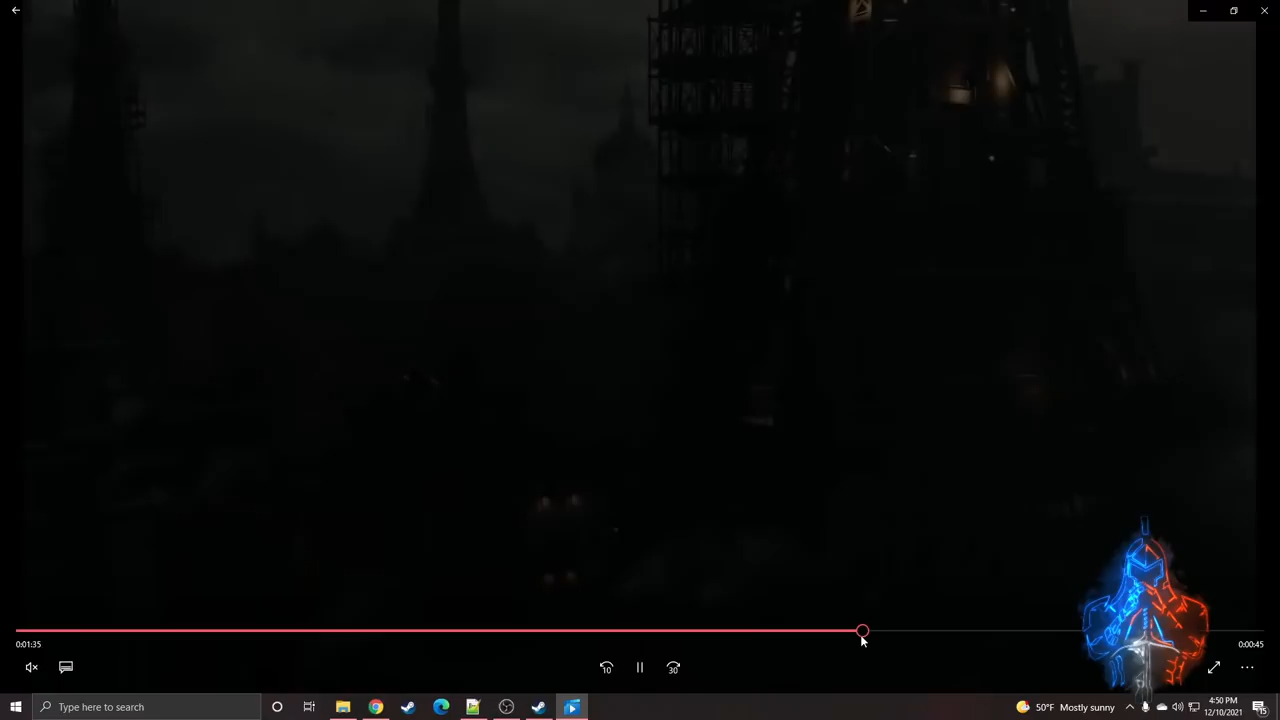 0:01:35
0:00:45
10
30
Type here to search
50°F Mostly sunny
4:50 PM
12/10/2021
15